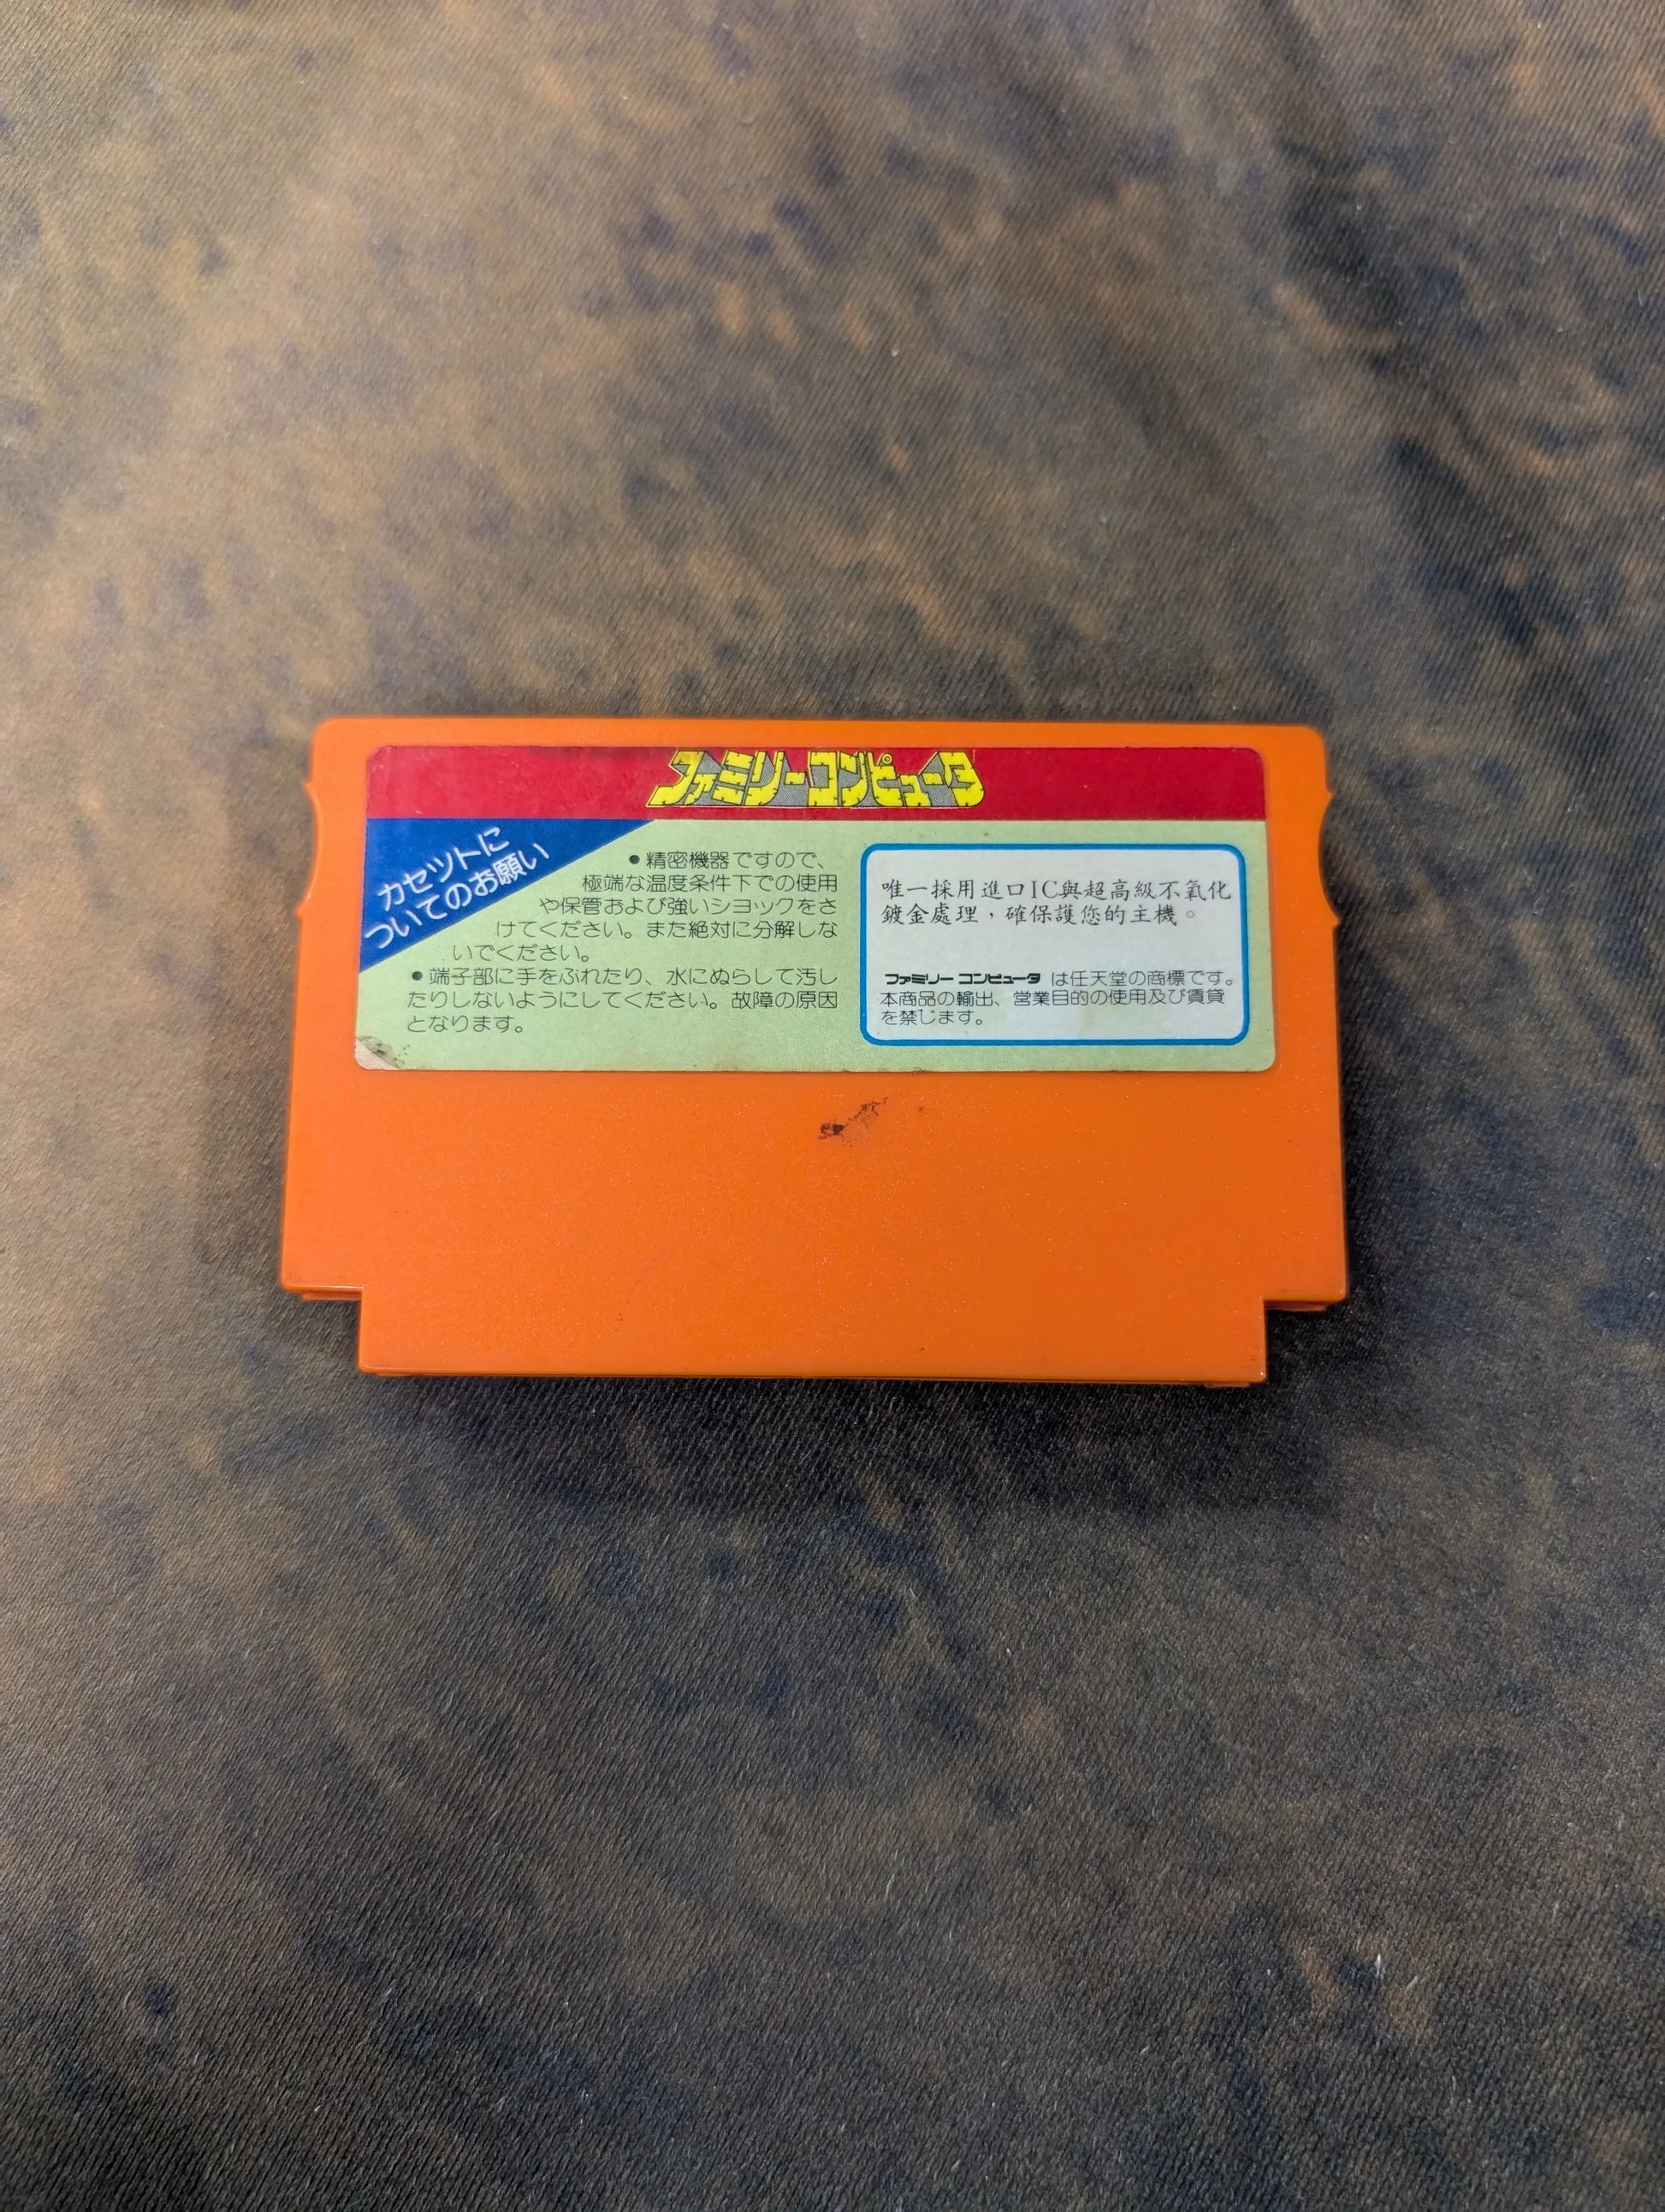 ファミリーコンピュータ
カセットに
ついてのお願い
●精密機器ですので、
極端な温度条件下での使用
や保管および強いショックをさ
けてください。また絶対に分解しな
いでください。
●端子部に手をふれたり、水にぬらして汚し
たりしないようにしてください。故障の原因
となります。
唯一採用進口IC與超高級不氧化
鍍金處理，確保護您的主機。
ファミリー コンピュータ は任天堂の商標です。
本商品の輸出、営業目的の使用及び賃貸
を禁じます。